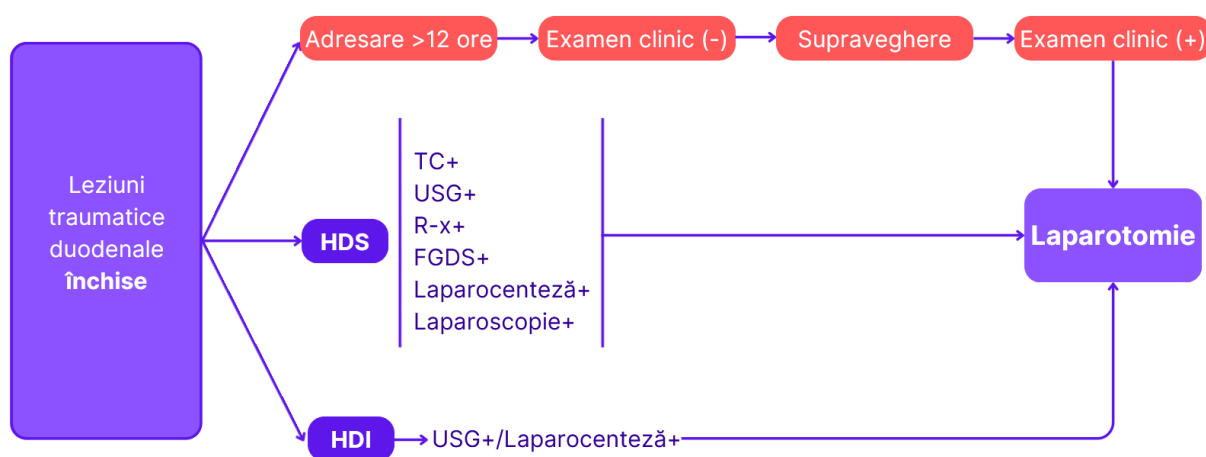 Adresare >12 ore
Examen clinic (-)
Supraveghere
Examen clinic (+)
Leziuni
traumatice
duodenale
închise
HDS
TC+
USG+
R-x+
FGDS+
Laparocenteză+
Laparoscopie+
Laparotomie
HDI
USG+/Laparocenteză+